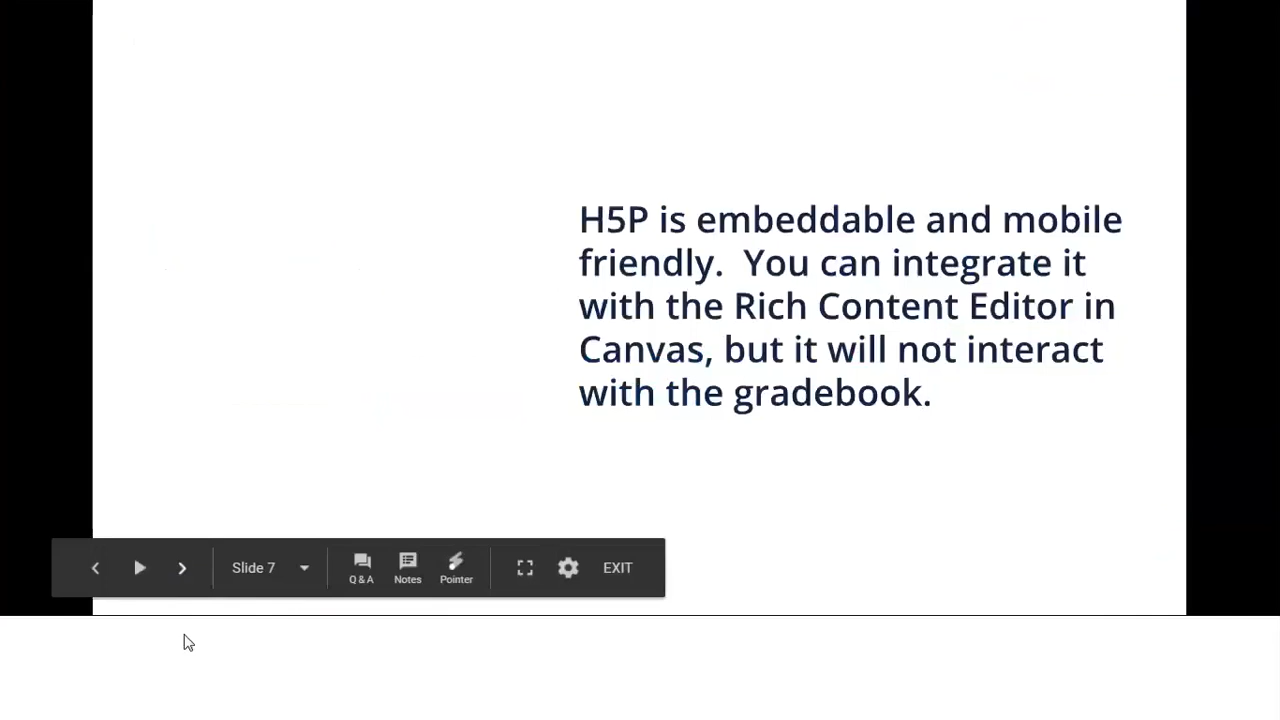 H5P is embeddable and mobile
friendly.  You can integrate it
with the Rich Content Editor in
Canvas, but it will not interact
with the gradebook.
Slide 7
Q & A
Notes
Pointer
EXIT